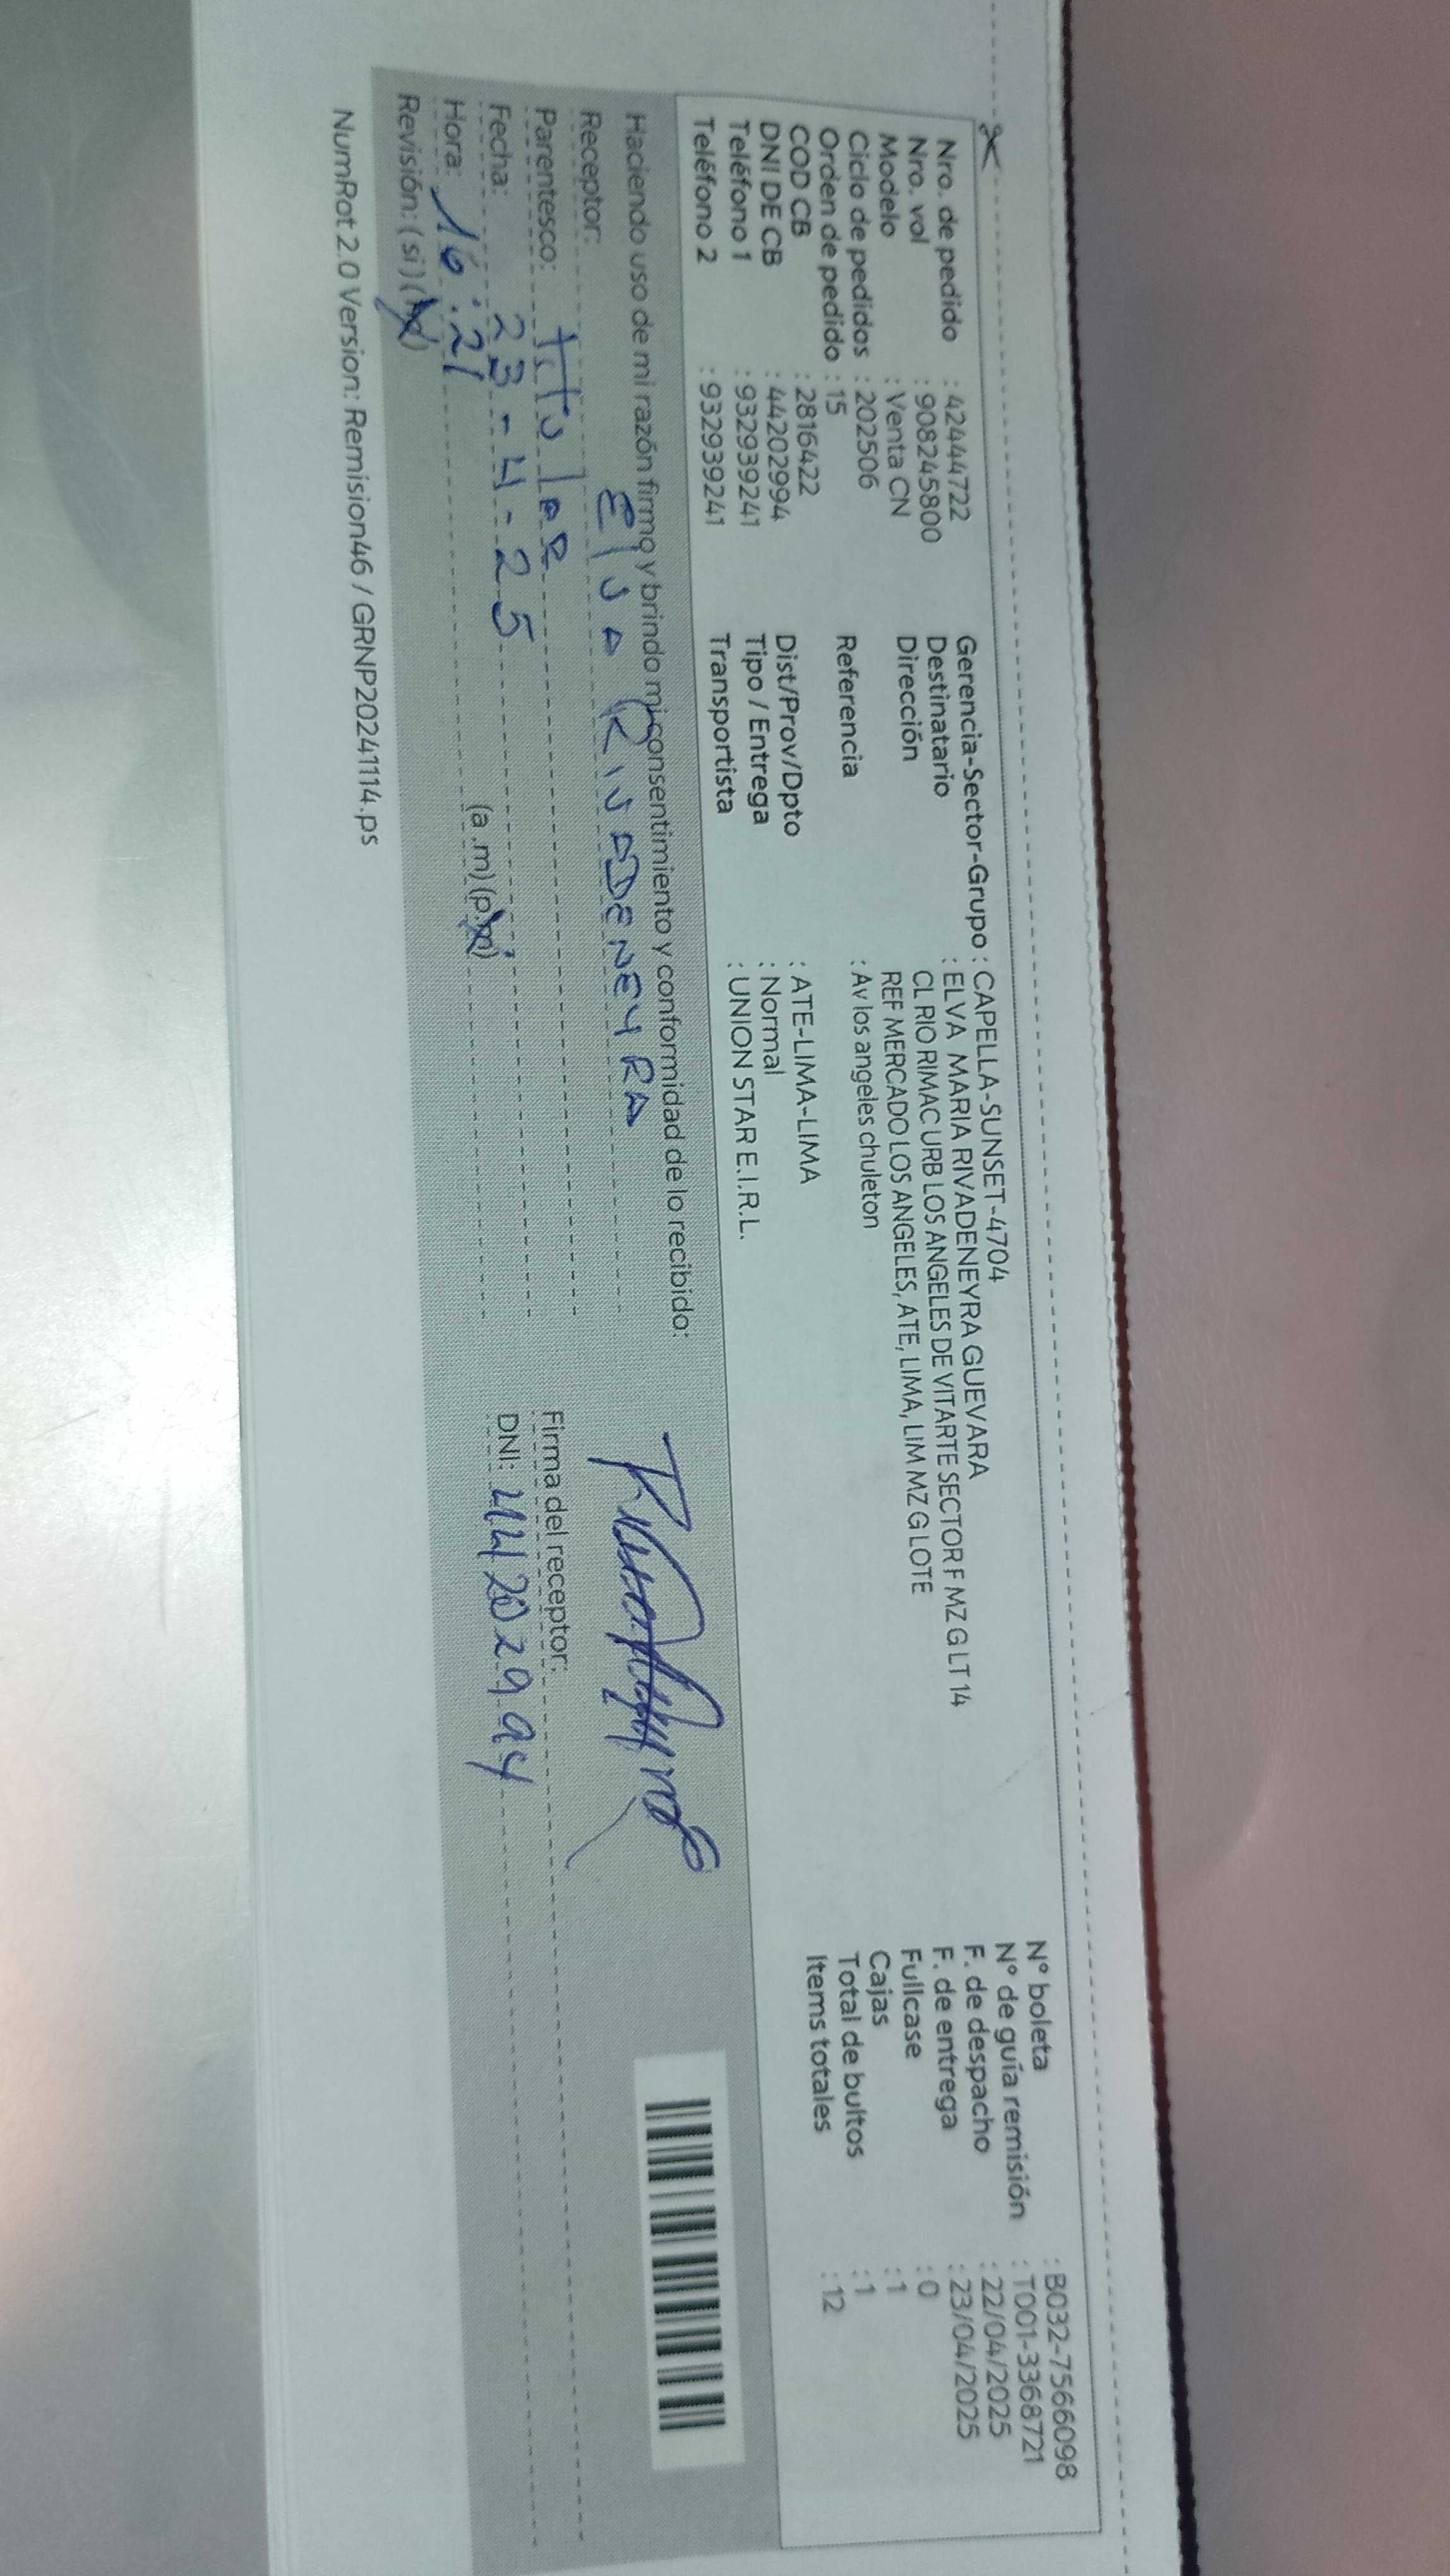 Nro. de pedido : 42444722
Nro. vol : 908245800
Modelo : Venta CN
Ciclo de pedidos : 202506
Orden de pedido : 15
COD CB : 2816422
DNI DE CB : 44202994
Teléfono 1 : 932939241
Teléfono 2 : 932939241
Gerencia-Sector-Grupo : CAPELLA-SUNSET-4704
Destinatario : ELVA MARIA RIVADENEYRA GUEVARA
Dirección CL RIO RIMAC URB LOS ANGELES DE VITARTE SECTOR F MZ G LT 14
REF MERCADO LOS ANGELES, ATE, LIMA, LIM MZ G LOTE
Referencia : Av los angeles chuleton
Dist/Prov/Dpto : ATE-LIMA-LIMA
Tipo / Entrega : Normal
Transportista : UNION STAR E.I.R.L.
N° boleta : B032-7566098
N° de guía remisión : T001-3368721
F. de despacho : 22/04/2025
F. de entrega : 23/04/2025
Fullcase : 0
Cajas : 1
Total de bultos : 1
Items totales : 12
Haciendo uso de mi razón firmo y brindo mi consentimiento y conformidad de lo recibido:
Receptor: Elva RIVADENEYRA
Parentesco: titular
Fecha: 23-4-25
Hora: 16:21 (a.m) (p.m)
Revisión: (si) (no)
Firma del receptor:
DNI: 44202994
NumRot 2.0 Version: Remision46 / GRNP20241114.ps